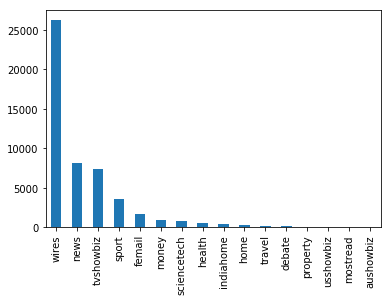 25000
20000
15000
10000
5000
0
wires
news
tvshowbiz
sport
femail
money
sciencetech
health
indiahome
home
travel
debate
property
usshowbiz
mostread
aushowbiz